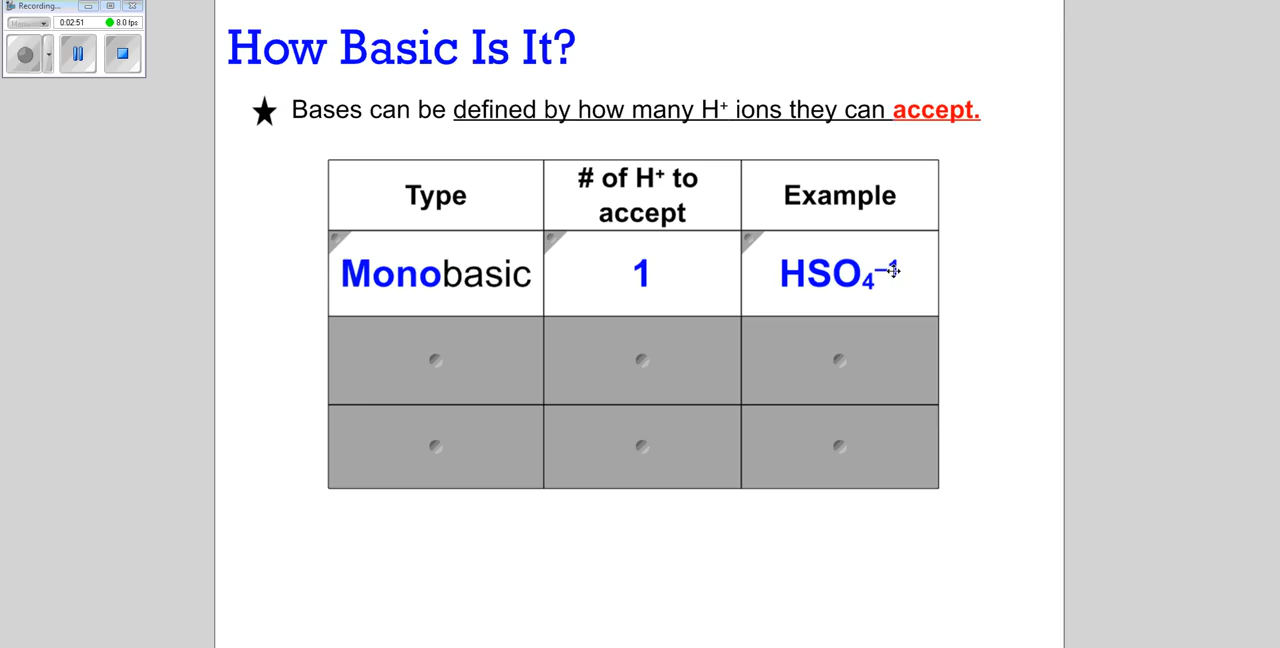 Recording...
0:02:51
8.0 fps
How Basic Is It?
★ Bases can be defined by how many H⁺ ions they can accept.
Type
# of H⁺ to
accept
Example
Monobasic
1
HSO₄⁻¹